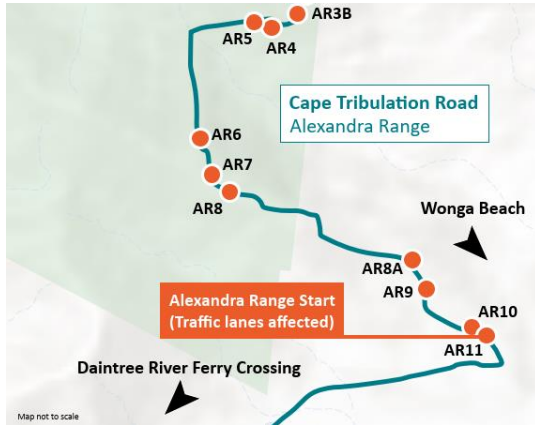 AR3B
AR5
AR4
Cape Tribulation Road
Alexandra Range
AR6
AR7
AR8
Wonga Beach
AR8A
AR9
Alexandra Range Start
(Traffic lanes affected)
AR10
AR11
Daintree River Ferry Crossing
Map not to scale